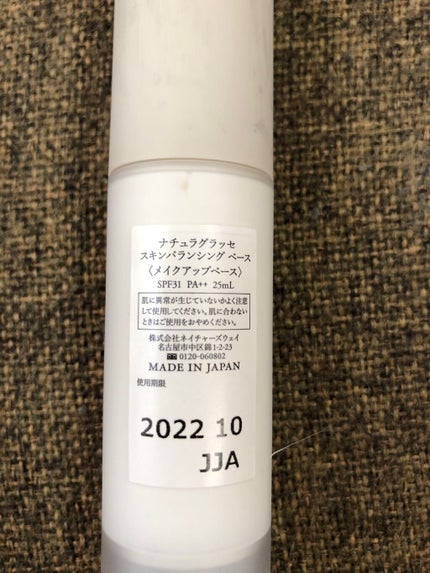 ナチュラグラッセ
スキンバランシング ベース
〈メイクアップベース〉
SPF31 PA++ 25mL
肌に異常が生じていないかよく注意
して使用してください。肌に合わない
ときはご使用をおやめください。
株式会社ネイチャーズウェイ
名古屋市中区錦1-2-23
0120-060802
MADE IN JAPAN
使用期限
2022 10
JJA